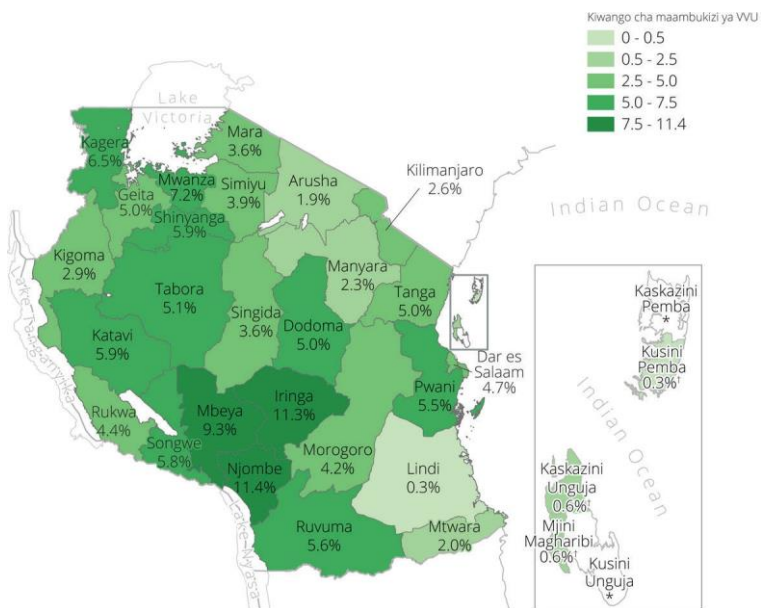 Kiwango cha maambukizi ya VVU
0 - 0.5
0.5 - 2.5
2.5 - 5.0
5.0 - 7.5
7.5 - 11.4
Lake
Victoria
Mara
3.6%
Kagera
6.5%
Mwanza
7.2%
Simiyu
3.9%
Arusha
1.9%
Kilimanjaro
2.6%
Geita
5.0%
Shinyanga
5.9%
Indian Ocean
Kigoma
2.9%
Lake Tanganyika
Tabora
5.1%
Manyara
2.3%
Singida
3.6%
Tanga
5.0%
Dodoma
5.0%
Katavi
5.9%
Dar es
Salaam
4.7%
Pwani
5.5%
Rukwa
4.4%
Mbeya
9.3%
Iringa
11.3%
Songwe
5.8%
Njombe
11.4%
Morogoro
4.2%
Lindi
0.3%
Ruvuma
5.6%
Mtwara
2.0%
Lake Nyasa
Kaskazini
Pemba
*
Kusini
Pemba
0.3%†
Indian Ocean
Kaskazini
Unguja
0.6%†
Mjini
Magharibi
0.6%†
Kusini
Unguja
*